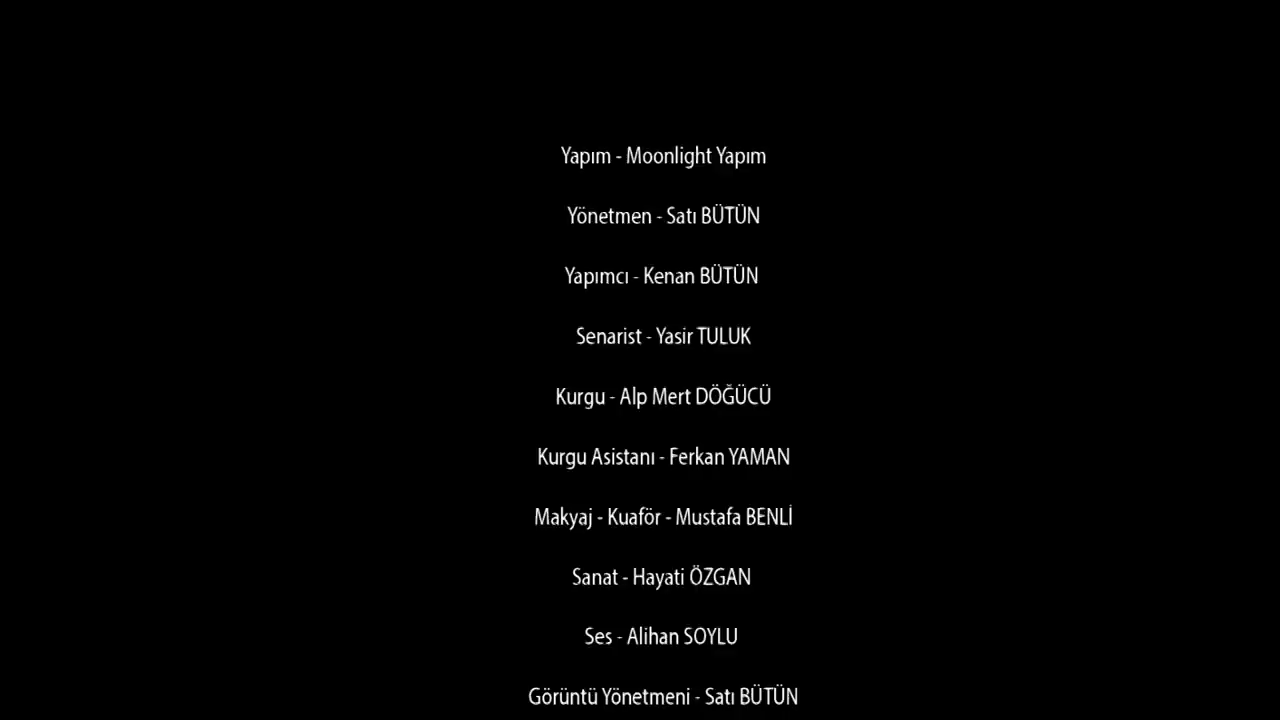 Yapım - Moonlight Yapım
Yönetmen - Satı BÜTÜN
Yapımcı - Kenan BÜTÜN
Senarist - Yasir TULUK
Kurgu - Alp Mert DÖĞÜCÜ
Kurgu Asistanı - Ferkan YAMAN
Makyaj - Kuaför - Mustafa BENLİ
Sanat - Hayati ÖZGAN
Ses - Alihan SOYLU
Görüntü Yönetmeni - Satı BÜTÜN